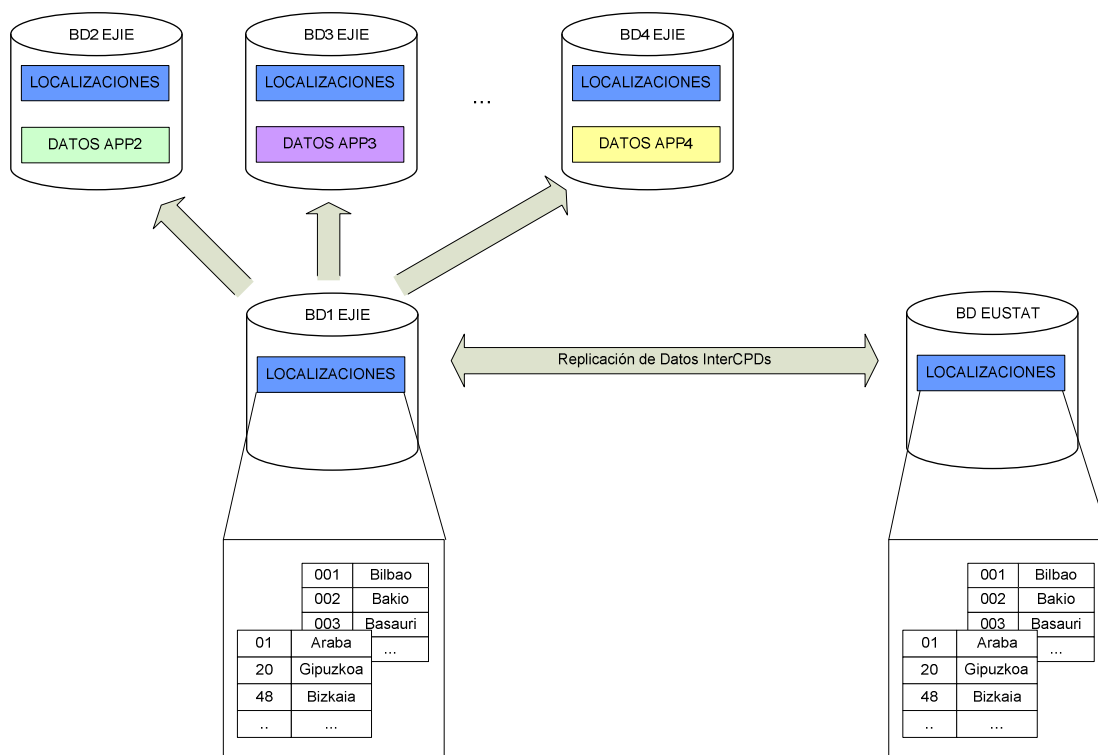 BD2 EJIE
LOCALIZACIONES
DATOS APP2
BD3 EJIE
LOCALIZACIONES
DATOS APP3
...
BD4 EJIE
LOCALIZACIONES
DATOS APP4
BD1 EJIE
LOCALIZACIONES
Replicación de Datos InterCPDs
BD EUSTAT
LOCALIZACIONES
001 Bilbao
002 Bakio
003 Basauri
...
01 Araba
20 Gipuzkoa
48 Bizkaia
.. ...
001 Bilbao
002 Bakio
003 Basauri
...
01 Araba
20 Gipuzkoa
48 Bizkaia
.. ...